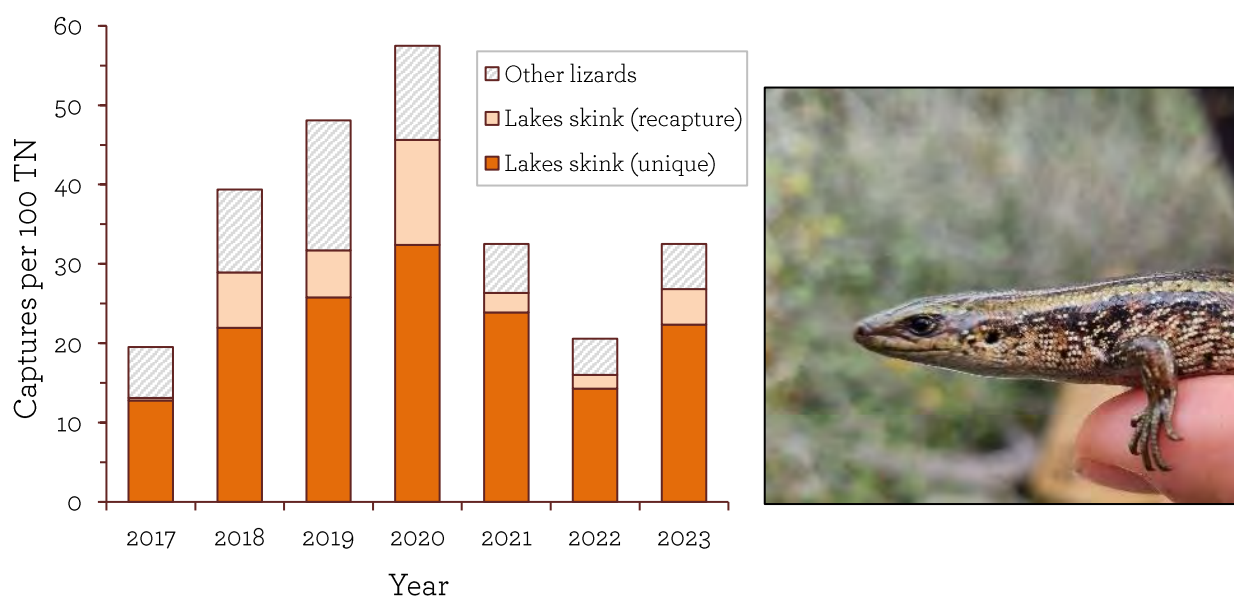 60
50
40
30
20
10
0
Captures per 100 TN
Other lizards
Lakes skink (recapture)
Lakes skink (unique)
2017 2018 2019 2020 2021 2022 2023
Year